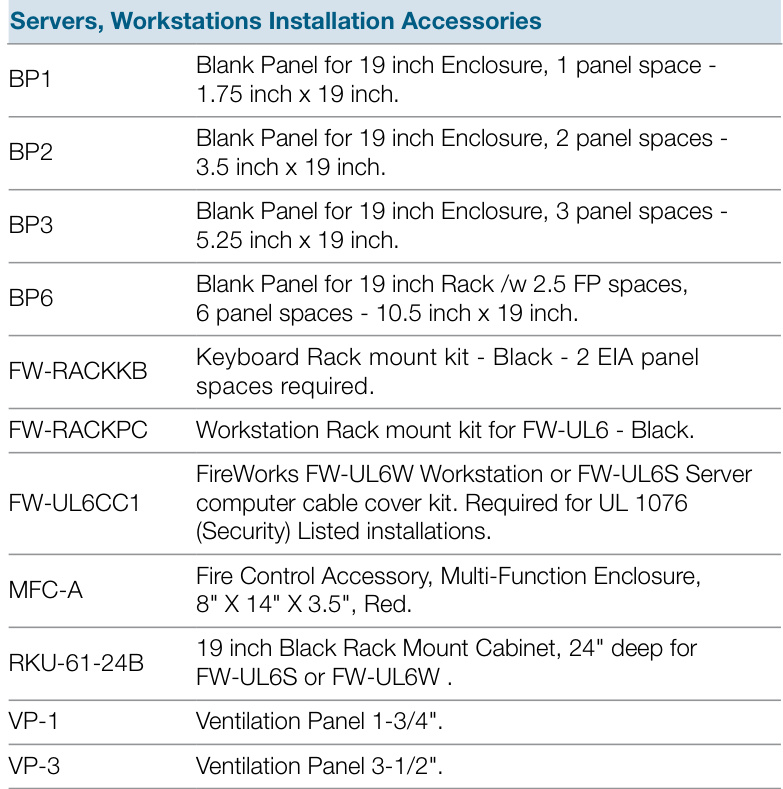 Servers, Workstations Installation Accessories
BP1
Blank Panel for 19 inch Enclosure, 1 panel space -
1.75 inch x 19 inch.
BP2
Blank Panel for 19 inch Enclosure, 2 panel spaces -
3.5 inch x 19 inch.
BP3
Blank Panel for 19 inch Enclosure, 3 panel spaces -
5.25 inch x 19 inch.
BP6
Blank Panel for 19 inch Rack /w 2.5 FP spaces,
6 panel spaces - 10.5 inch x 19 inch.
FW-RACKKB
Keyboard Rack mount kit - Black - 2 EIA panel
spaces required.
FW-RACKPC
Workstation Rack mount kit for FW-UL6 - Black.
FW-UL6CC1
FireWorks FW-UL6W Workstation or FW-UL6S Server
computer cable cover kit. Required for UL 1076
(Security) Listed installations.
MFC-A
Fire Control Accessory, Multi-Function Enclosure,
8" X 14" X 3.5", Red.
RKU-61-24B
19 inch Black Rack Mount Cabinet, 24" deep for
FW-UL6S or FW-UL6W .
VP-1
Ventilation Panel 1-3/4".
VP-3
Ventilation Panel 3-1/2".